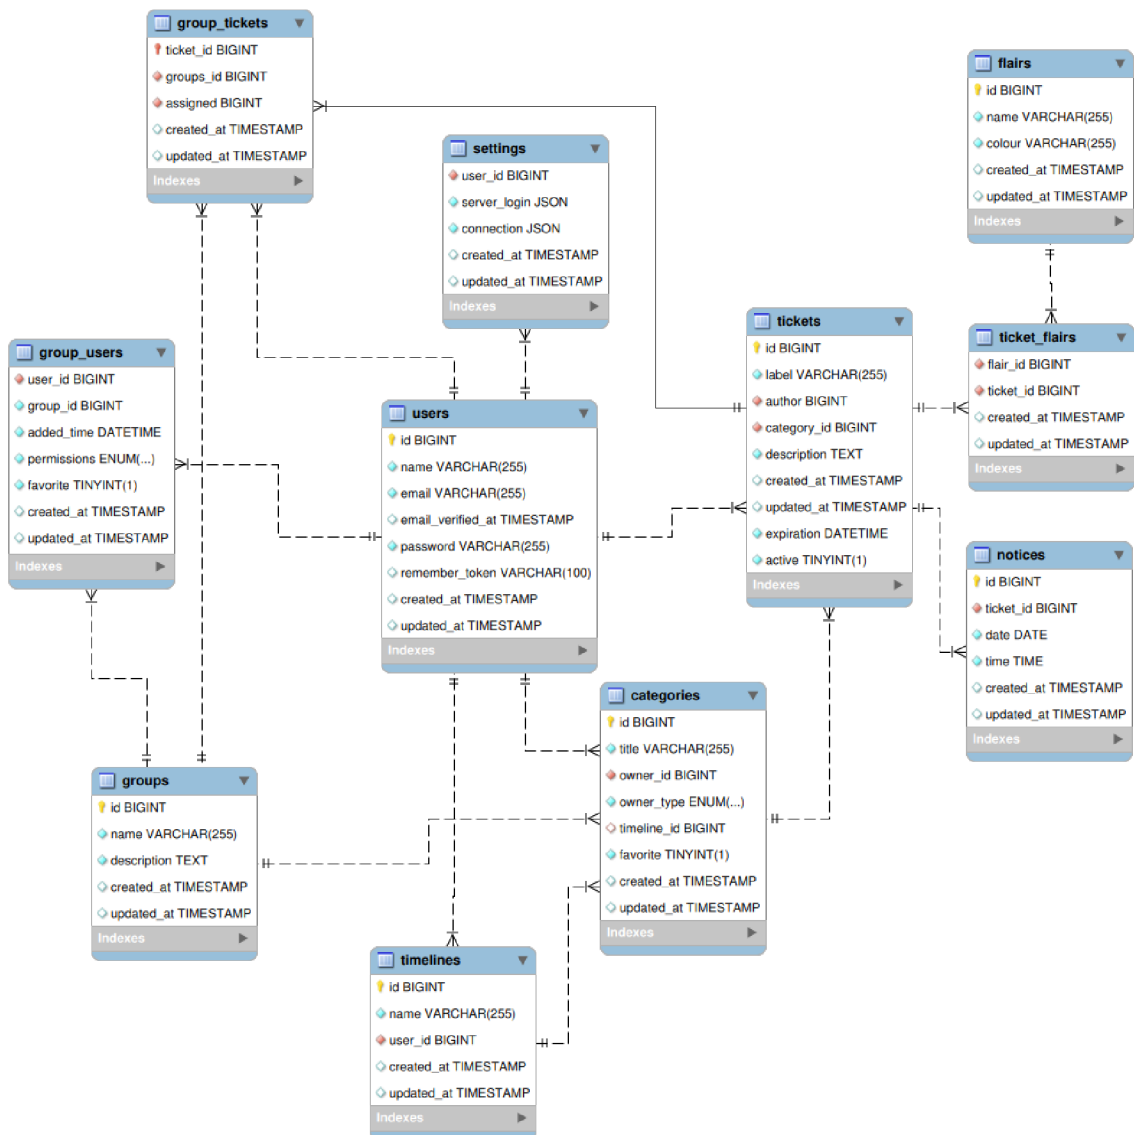 group_tickets
ticket_id BIGINT
groups_id BIGINT
assigned BIGINT
created_at TIMESTAMP
updated_at TIMESTAMP
Indexes
flairs
id BIGINT
name VARCHAR(255)
colour VARCHAR(255)
created_at TIMESTAMP
updated_at TIMESTAMP
Indexes
settings
user_id BIGINT
server_login JSON
connection JSON
created_at TIMESTAMP
updated_at TIMESTAMP
Indexes
tickets
id BIGINT
label VARCHAR(255)
author BIGINT
category_id BIGINT
description TEXT
created_at TIMESTAMP
updated_at TIMESTAMP
expiration DATETIME
active TINYINT(1)
Indexes
ticket_flairs
flair_id BIGINT
ticket_id BIGINT
created_at TIMESTAMP
updated_at TIMESTAMP
Indexes
group_users
user_id BIGINT
group_id BIGINT
added_time DATETIME
permissions ENUM(...)
favorite TINYINT(1)
created_at TIMESTAMP
updated_at TIMESTAMP
Indexes
users
id BIGINT
name VARCHAR(255)
email VARCHAR(255)
email_verified_at TIMESTAMP
password VARCHAR(255)
remember_token VARCHAR(100)
created_at TIMESTAMP
updated_at TIMESTAMP
Indexes
notices
id BIGINT
ticket_id BIGINT
date DATE
time TIME
created_at TIMESTAMP
updated_at TIMESTAMP
Indexes
categories
id BIGINT
title VARCHAR(255)
owner_id BIGINT
owner_type ENUM(...)
timeline_id BIGINT
favorite TINYINT(1)
created_at TIMESTAMP
updated_at TIMESTAMP
Indexes
groups
id BIGINT
name VARCHAR(255)
description TEXT
created_at TIMESTAMP
updated_at TIMESTAMP
Indexes
timelines
id BIGINT
name VARCHAR(255)
user_id BIGINT
created_at TIMESTAMP
updated_at TIMESTAMP
Indexes